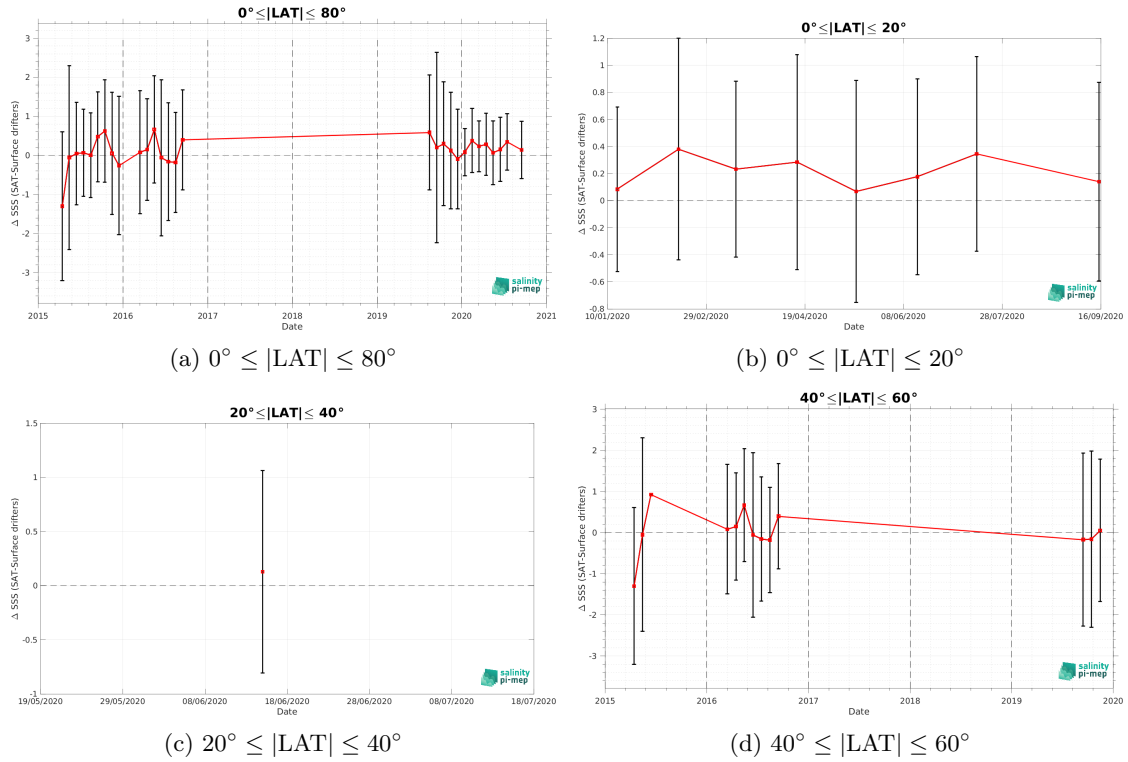 0°≤|LAT|≤ 80°
Δ SSS (SAT-Surface drifters)
3
2
1
0
-1
-2
-3
2015
2016
2017
2018
2019
2020
2021
Date
salinity
pi-mep
(a) 0° ≤ |LAT| ≤ 80°
0°≤|LAT|≤ 20°
Δ SSS (SAT-Surface drifters)
1.2
1
0.8
0.6
0.4
0.2
0
-0.2
-0.4
-0.6
-0.8
10/01/2020
29/02/2020
19/04/2020
08/06/2020
28/07/2020
16/09/2020
Date
salinity
pi-mep
(b) 0° ≤ |LAT| ≤ 20°
20°≤|LAT|≤ 40°
Δ SSS (SAT-Surface drifters)
1.5
1
0.5
0
-0.5
-1
19/05/2020
29/05/2020
08/06/2020
18/06/2020
28/06/2020
08/07/2020
18/07/2020
Date
salinity
pi-mep
(c) 20° ≤ |LAT| ≤ 40°
40°≤|LAT|≤ 60°
Δ SSS (SAT-Surface drifters)
3
2
1
0
-1
-2
-3
2015
2016
2017
2018
2019
2020
Date
salinity
pi-mep
(d) 40° ≤ |LAT| ≤ 60°